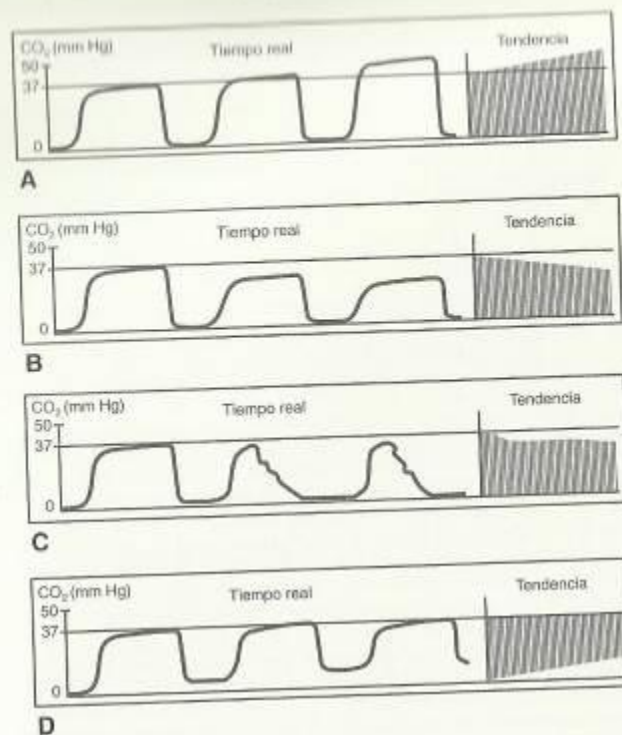 CO₂ (mm Hg) Tiempo real Tendencia
50
37
0
A
CO₂ (mm Hg) Tiempo real Tendencia
50
37
0
B
CO₂ (mm Hg) Tiempo real Tendencia
50
37
0
C
CO₂ (mm Hg) Tiempo real Tendencia
50
37
0
D